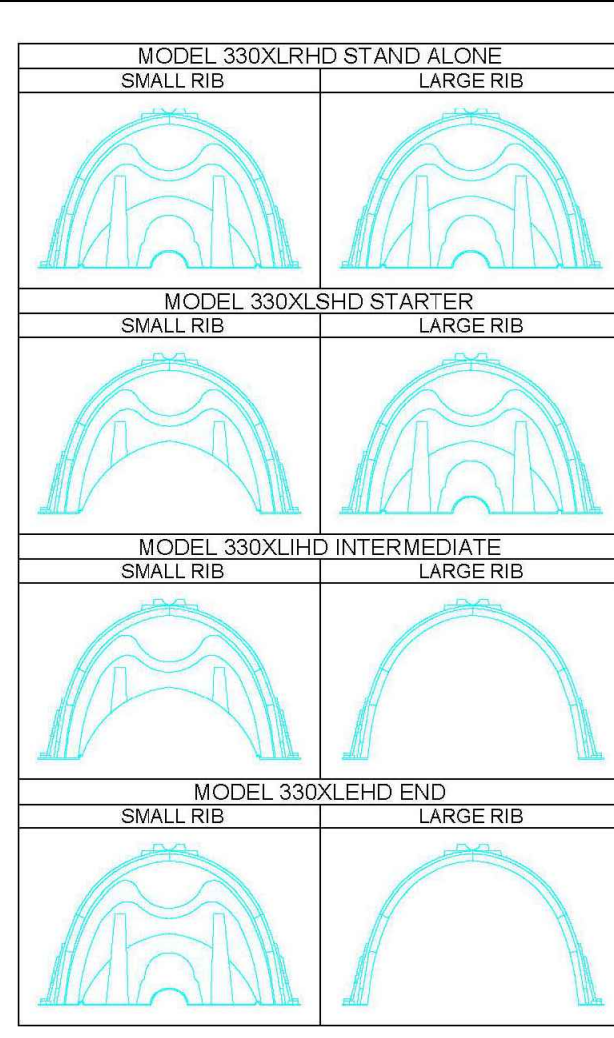 MODEL 330XLRHD STAND ALONE
SMALL RIB LARGE RIB
MODEL 330XLSHD STARTER
SMALL RIB LARGE RIB
MODEL 330XLIHD INTERMEDIATE
SMALL RIB LARGE RIB
MODEL 330XLEHD END
SMALL RIB LARGE RIB